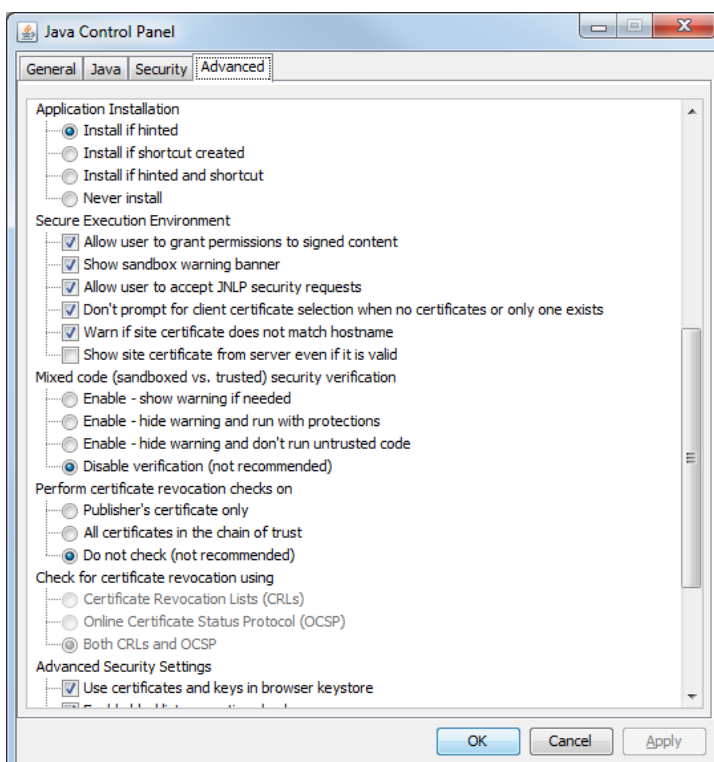 Java Control Panel
General Java Security Advanced
Application Installation
Install if hinted
Install if shortcut created
Install if hinted and shortcut
Never install
Secure Execution Environment
Allow user to grant permissions to signed content
Show sandbox warning banner
Allow user to accept JNLP security requests
Don't prompt for client certificate selection when no certificates or only one exists
Warn if site certificate does not match hostname
Show site certificate from server even if it is valid
Mixed code (sandboxed vs. trusted) security verification
Enable - show warning if needed
Enable - hide warning and run with protections
Enable - hide warning and don't run untrusted code
Disable verification (not recommended)
Perform certificate revocation checks on
Publisher's certificate only
All certificates in the chain of trust
Do not check (not recommended)
Check for certificate revocation using
Certificate Revocation Lists (CRLs)
Online Certificate Status Protocol (OCSP)
Both CRLs and OCSP
Advanced Security Settings
Use certificates and keys in browser keystore
OK Cancel Apply